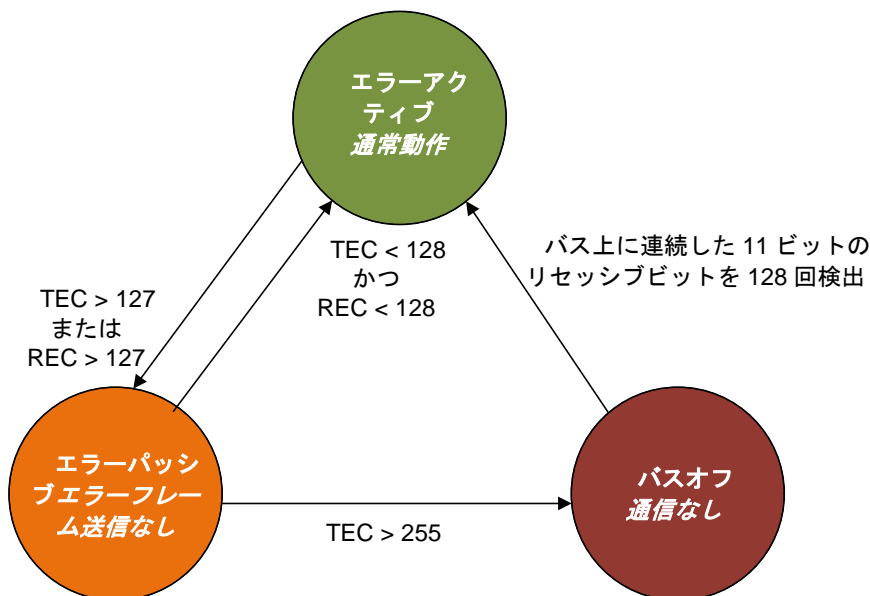 エラーアク
ティブ
通常動作
TEC < 128
かつ
REC < 128
バス上に連続した 11 ビットの
リセッシブビットを 128 回検出
TEC > 127
または
REC > 127
エラーパッシ
ブエラーフレー
ム送信なし
バスオフ
通信なし
TEC > 255